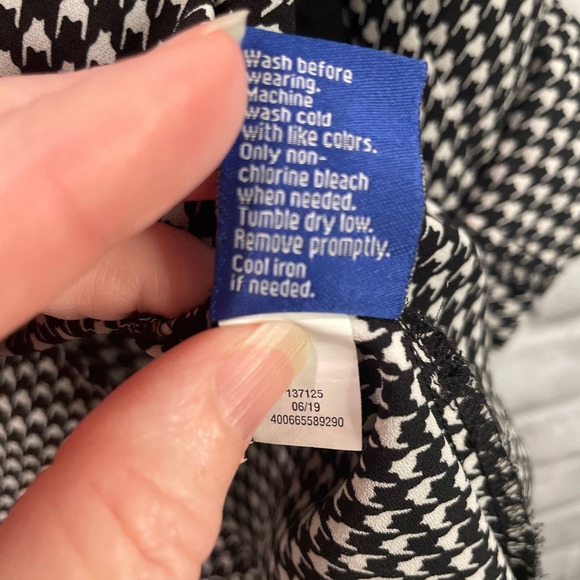 Wash before
wearing.
Machine
wash cold
with like colors.
Only non-
chlorine bleach
when needed.
Tumble dry low.
Remove promptly.
Cool iron
if needed.
137125
06/19
400665589290